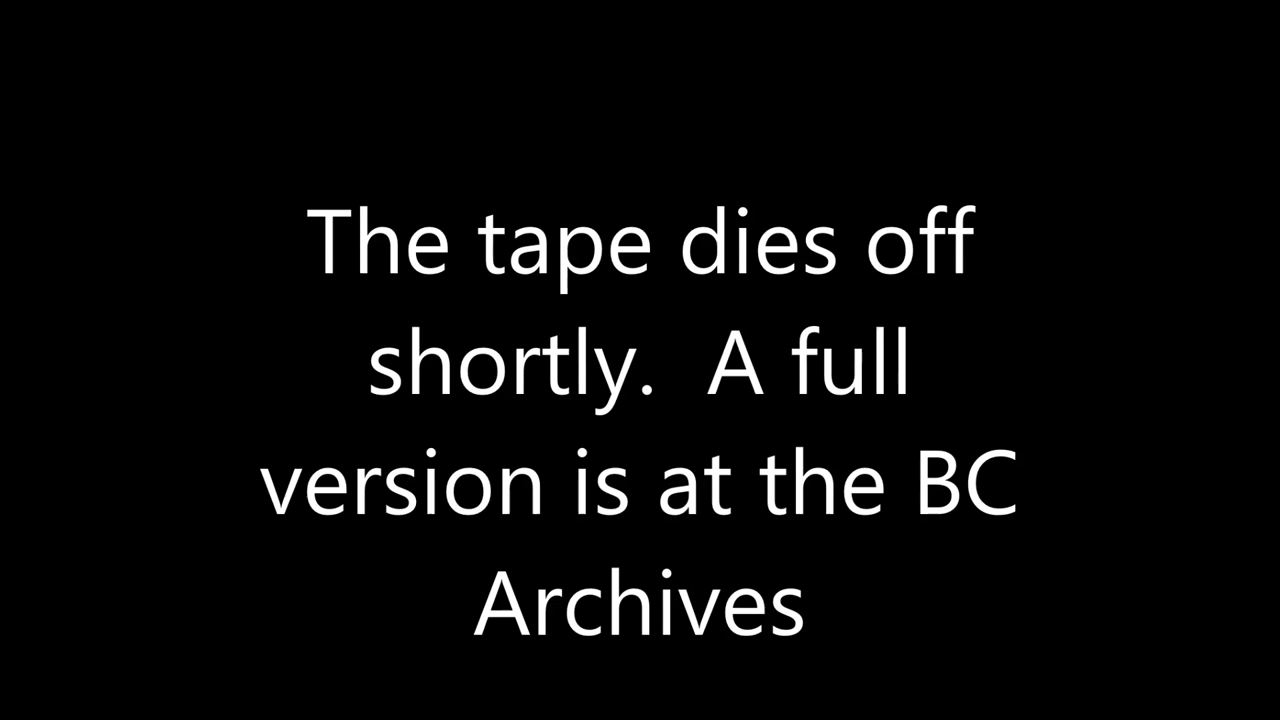 The tape dies off
shortly.  A full
version is at the BC
Archives